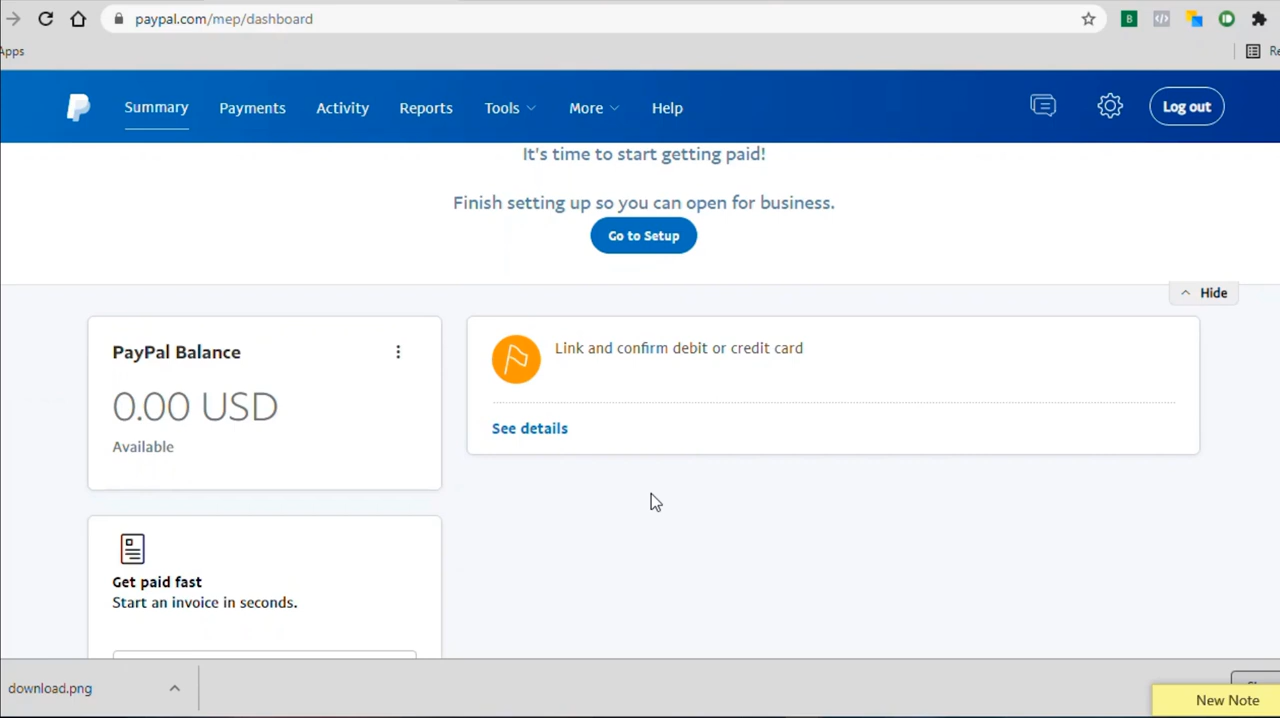 paypal.com/mep/dashboard
Apps
Summary
Payments
Activity
Reports
Tools
More
Help
Log out
It's time to start getting paid!
Finish setting up so you can open for business.
Go to Setup
Hide
PayPal Balance
0.00 USD
Available
Link and confirm debit or credit card
See details
Get paid fast
Start an invoice in seconds.
download.png
New Note